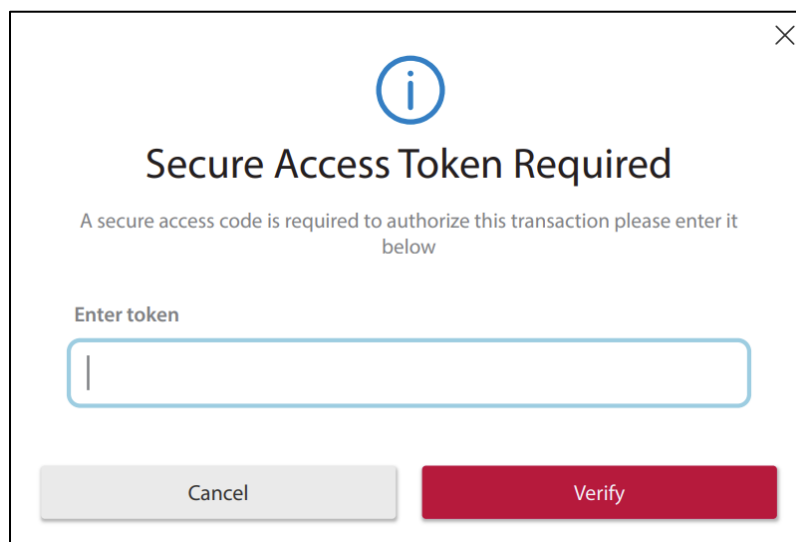 Secure Access Token Required
A secure access code is required to authorize this transaction please enter it
below
Enter token
Cancel
Verify